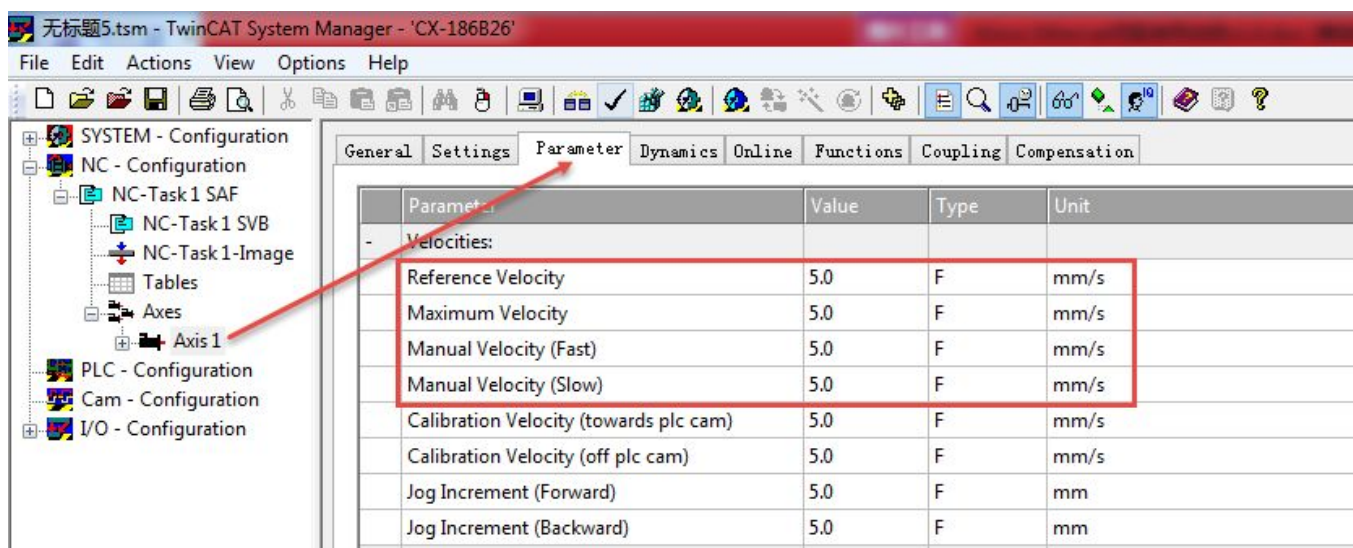 无标题5.tsm - TwinCAT System Manager - 'CX-186B26'
File Edit Actions View Options Help
SYSTEM - Configuration
NC - Configuration
NC-Task 1 SAF
NC-Task 1 SVB
NC-Task 1-Image
Tables
Axes
Axis 1
PLC - Configuration
Cam - Configuration
I/O - Configuration
General Settings Parameter Dynamics Online Functions Coupling Compensation
Parameter Value Type Unit
- Velocities:
Reference Velocity 5.0 F mm/s
Maximum Velocity 5.0 F mm/s
Manual Velocity (Fast) 5.0 F mm/s
Manual Velocity (Slow) 5.0 F mm/s
Calibration Velocity (towards plc cam) 5.0 F mm/s
Calibration Velocity (off plc cam) 5.0 F mm/s
Jog Increment (Forward) 5.0 F mm
Jog Increment (Backward) 5.0 F mm